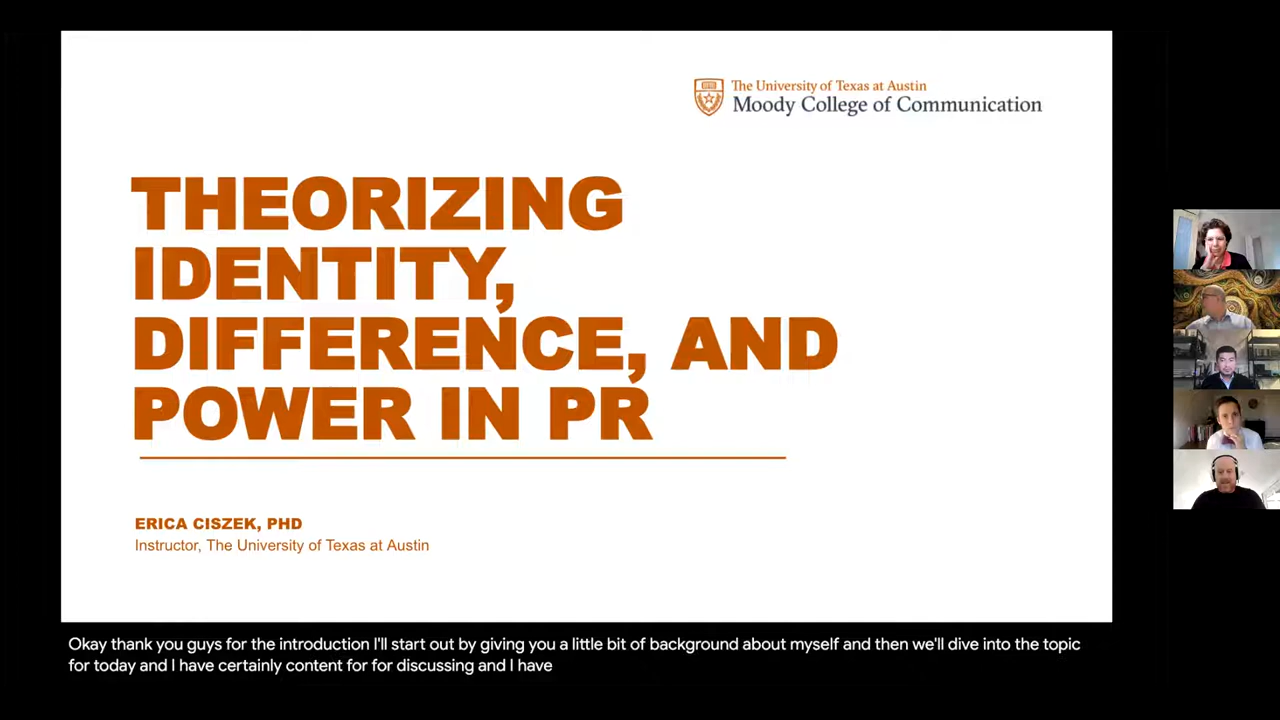 The University of Texas at Austin
Moody College of Communication
THEORIZING
IDENTITY,
DIFFERENCE, AND
POWER IN PR
ERICA CISZEK, PHD
Instructor, The University of Texas at Austin
Okay thank you guys for the introduction I'll start out by giving you a little bit of background about myself and then we'll dive into the topic
for today and I have certainly content for for discussing and I have